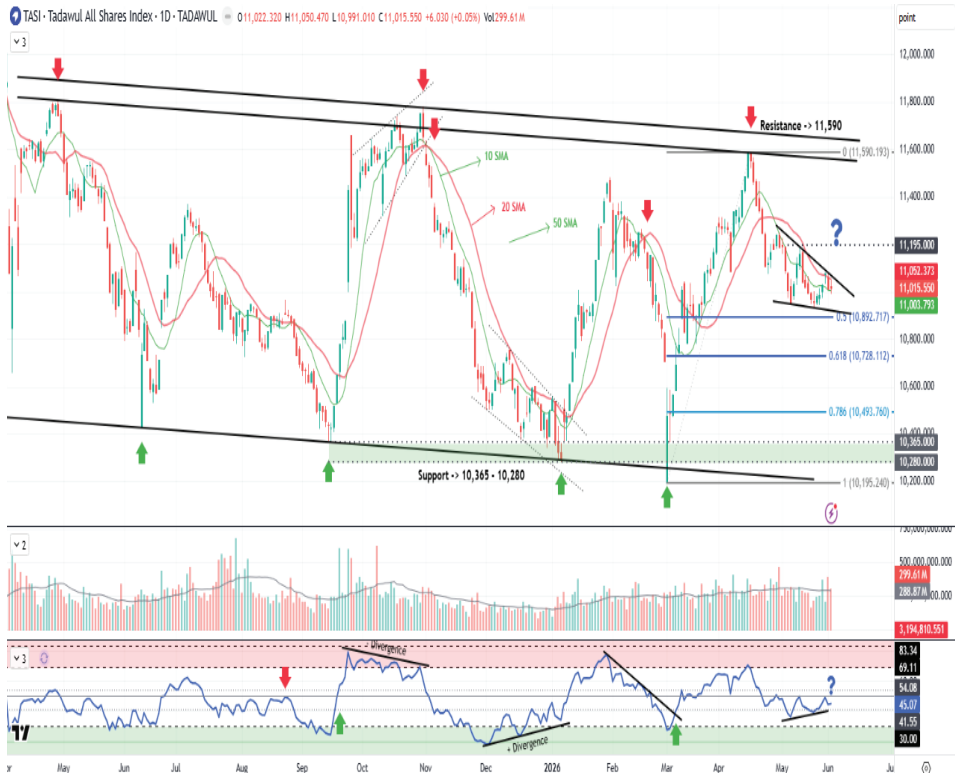 TASI · Tadawul All Shares Index · 1D · TADAWUL O11,022.320 H11,050.470 L10,991.010 C11,015.550 +6.030 (+0.05%) Vol299.61M
point
3
12,000.000
11,800.000
Resistance -> 11,590
11,600.000
0 (11,590.193)
10 SMA
11,400.000
20 SMA
50 SMA
?
11,195.000
11,052.373
11,015.550
11,003.793
0.5 (10,892.717)
10,800.000
0.618 (10,728.112)
10,600.000
0.786 (10,493.760)
10,400.000
10,365.000
Support -> 10,365 - 10,280
10,280.000
1 (10,195.240)
10,200.000
2
750,000,000.000
500,000,000.000
299.61M
288.87M
3,194,810.551
3
- Divergence
83.34
69.11
?
54.08
45.07
41.55
+ Divergence
30.00
May Jun Jul Aug Sep Oct Nov Dec 2026 Feb Mar Apr May Jun